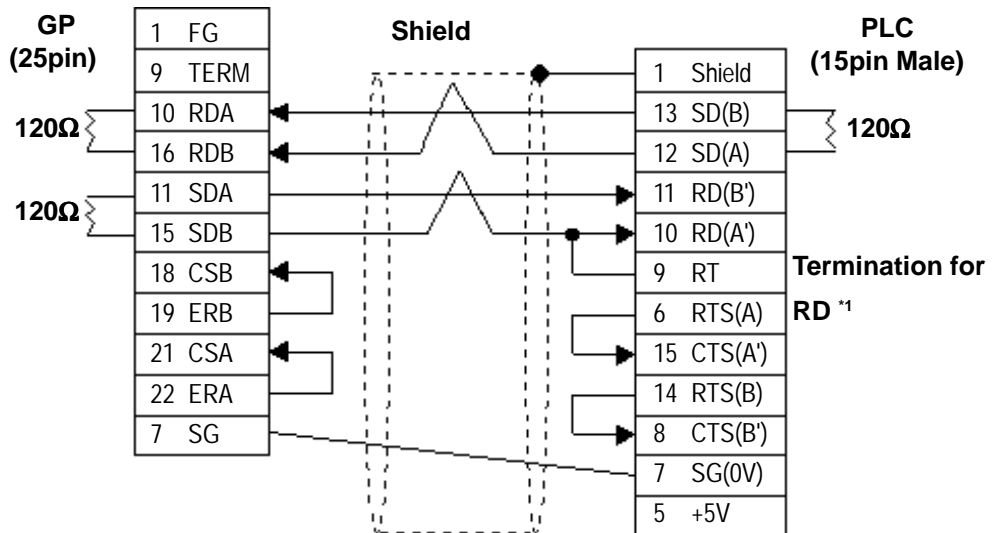 GP
(25pin)
1 FG
9 TERM
10 RDA
16 RDB
11 SDA
15 SDB
18 CSB
19 ERB
21 CSA
22 ERA
7 SG
120Ω
120Ω
Shield
PLC
(15pin Male)
1 Shield
13 SD(B)
12 SD(A)
11 RD(B')
10 RD(A')
9 RT
6 RTS(A)
15 CTS(A')
14 RTS(B)
8 CTS(B')
7 SG(0V)
5 +5V
120Ω
Termination for
RD *1